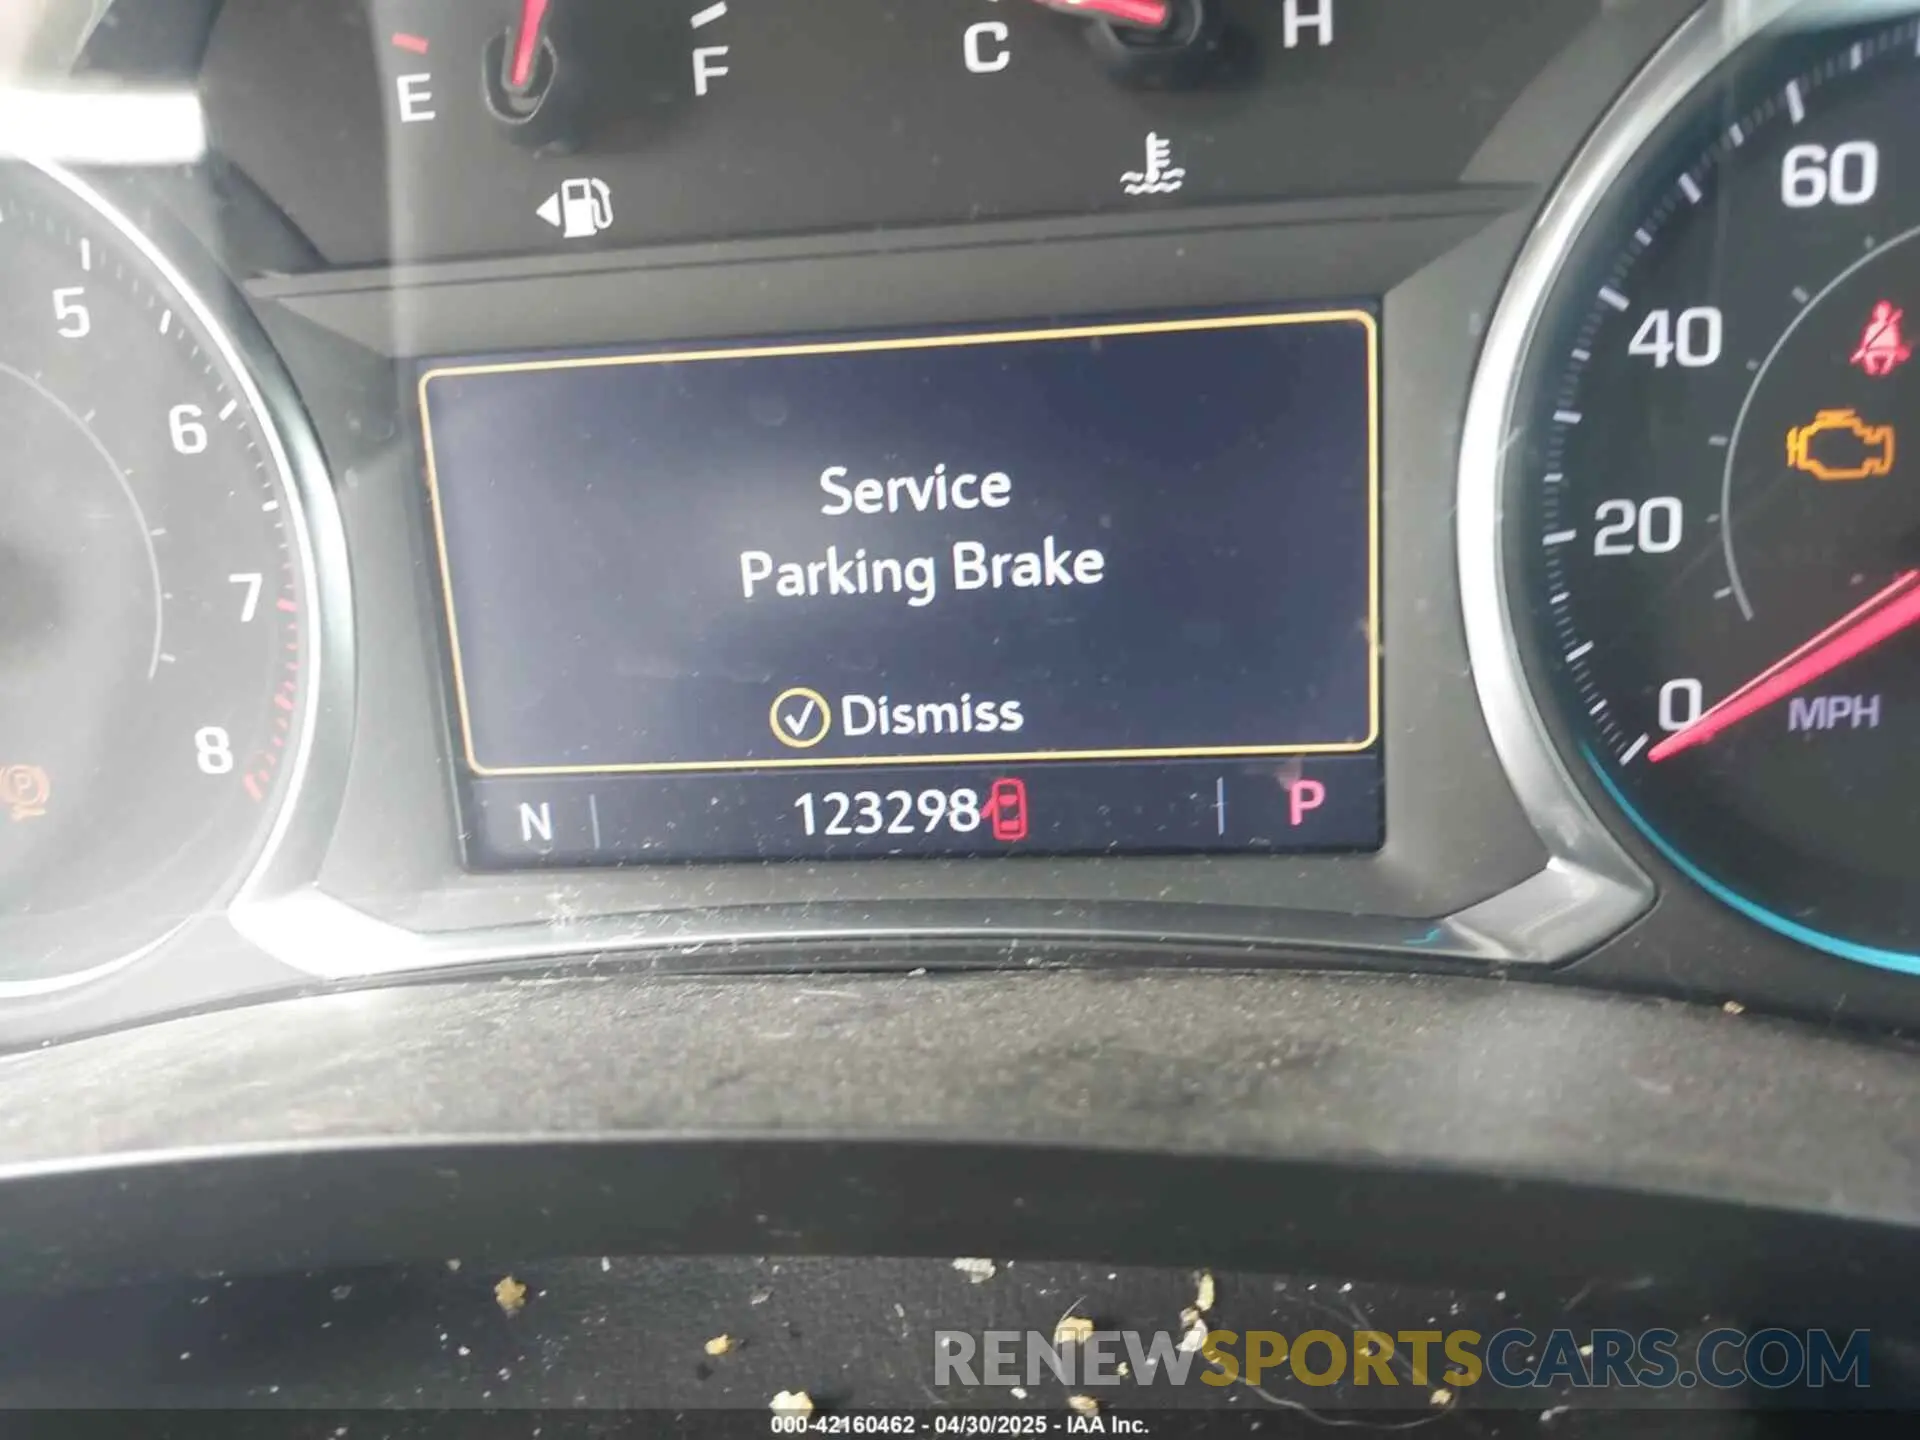 E
F
C
H
5
6
7
8
60
40
20
0
MPH
Service
Parking Brake
Dismiss
N
123298
P
P
RENEWSPORTSCARS.COM
000-42160462 - 04/30/2025 - IAA Inc.